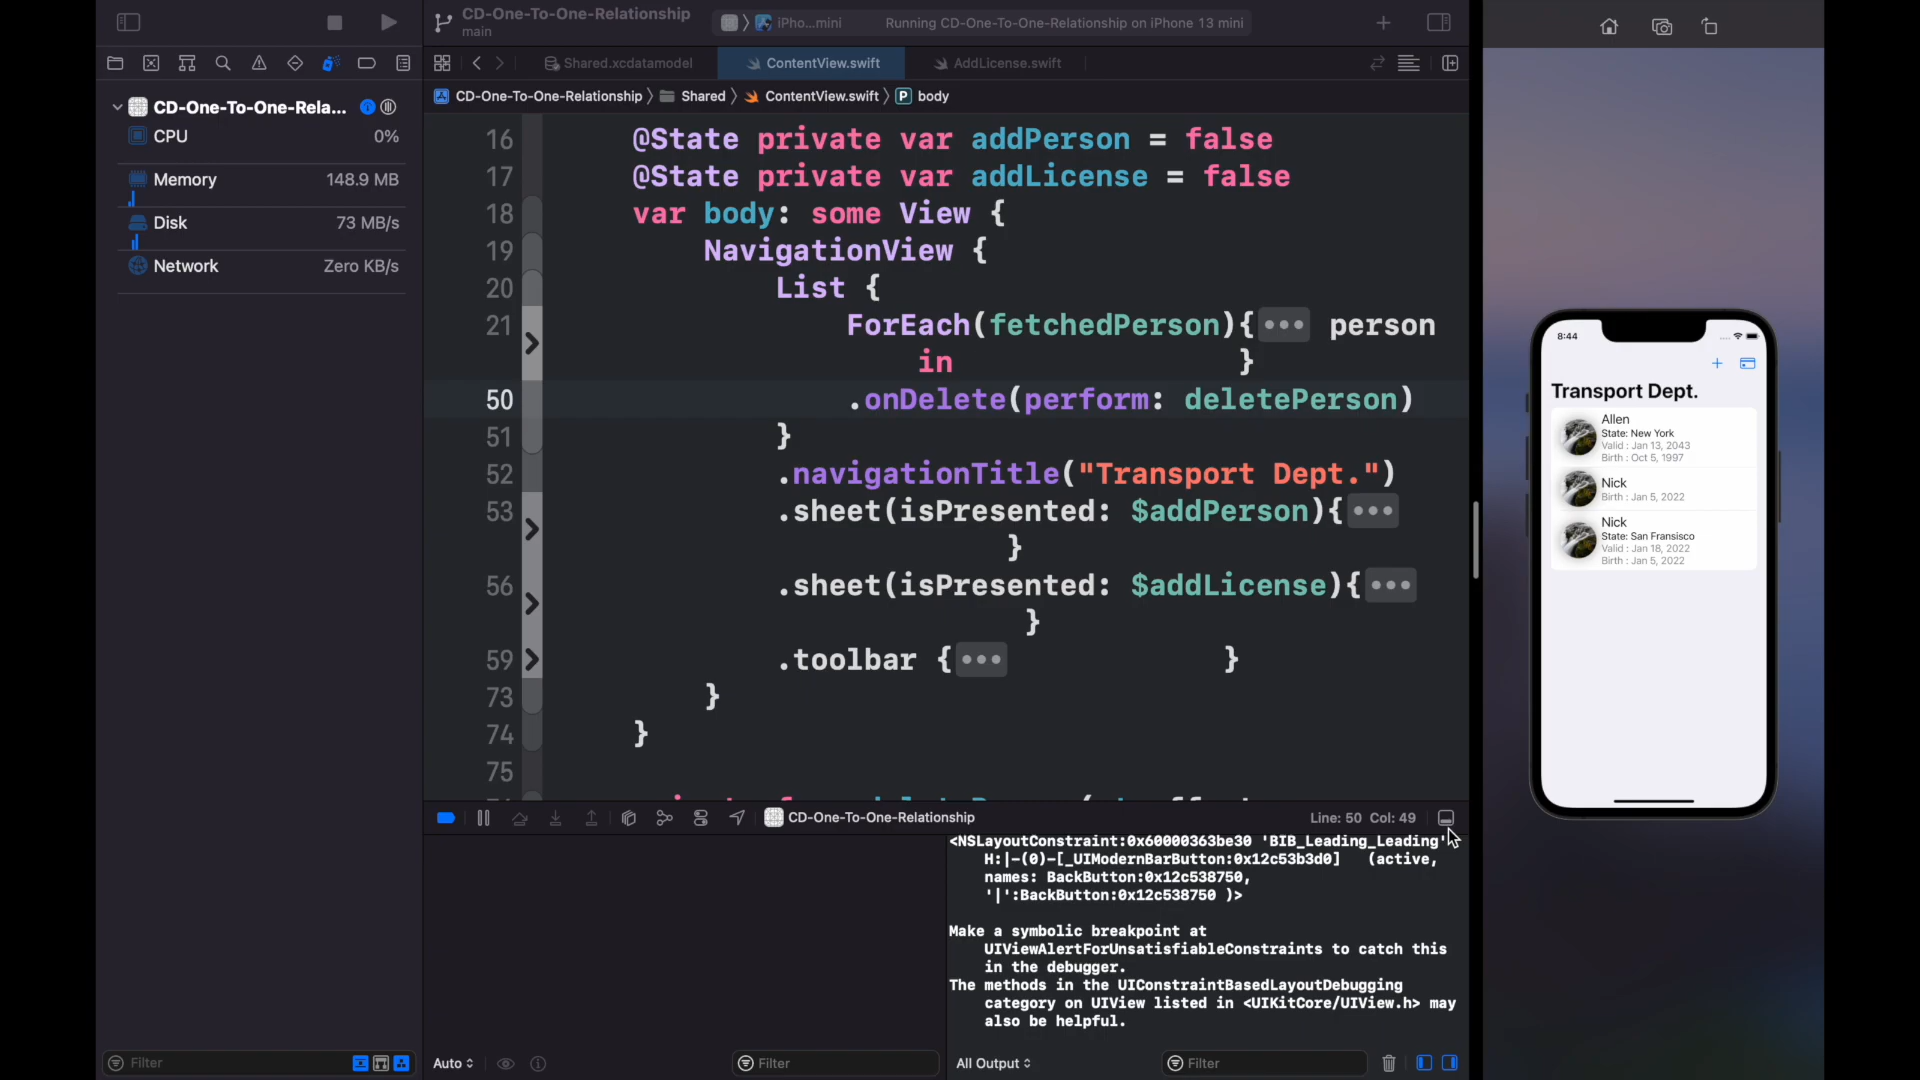 CD-One-To-One-Relationship
main
iPho...mini
Running CD-One-To-One-Relationship on iPhone 13 mini
Shared.xcdatamodel
ContentView.swift
AddLicense.swift
CD-One-To-One-Relationship
Shared
ContentView.swift
P
body
CD-One-To-One-Rela...
CPU
0%
Memory
148.9 MB
Disk
73 MB/s
Network
Zero KB/s
Filter
16 @State private var addPerson = false
17 @State private var addLicense = false
18 var body: some View {
19 NavigationView {
20 List {
21 ForEach(fetchedPerson){••• person
in }
50 .onDelete(perform: deletePerson)
51 }
52 .navigationTitle("Transport Dept.")
53 .sheet(isPresented: $addPerson){•••
}
56 .sheet(isPresented: $addLicense){•••
}
59 .toolbar {••• }
73 }
74 }
75
CD-One-To-One-Relationship
Line: 50 Col: 49
<NSLayoutConstraint:0x60000363be30 'BIB_Leading_Leading'
H:|-(0)-[_UIModernBarButton:0x12c53b3d0] (active,
names: BackButton:0x12c538750,
'|':BackButton:0x12c538750 )>
Make a symbolic breakpoint at
UIViewAlertForUnsatisfiableConstraints to catch this
in the debugger.
The methods in the UIConstraintBasedLayoutDebugging
category on UIView listed in <UIKitCore/UIView.h> may
also be helpful.
Auto
Filter
All Output
Filter
8:44
Transport Dept.
Allen
State: New York
Valid : Jan 13, 2043
Birth : Oct 5, 1997
Nick
Birth : Jan 5, 2022
Nick
State: San Fransisco
Valid : Jan 18, 2022
Birth : Jan 5, 2022